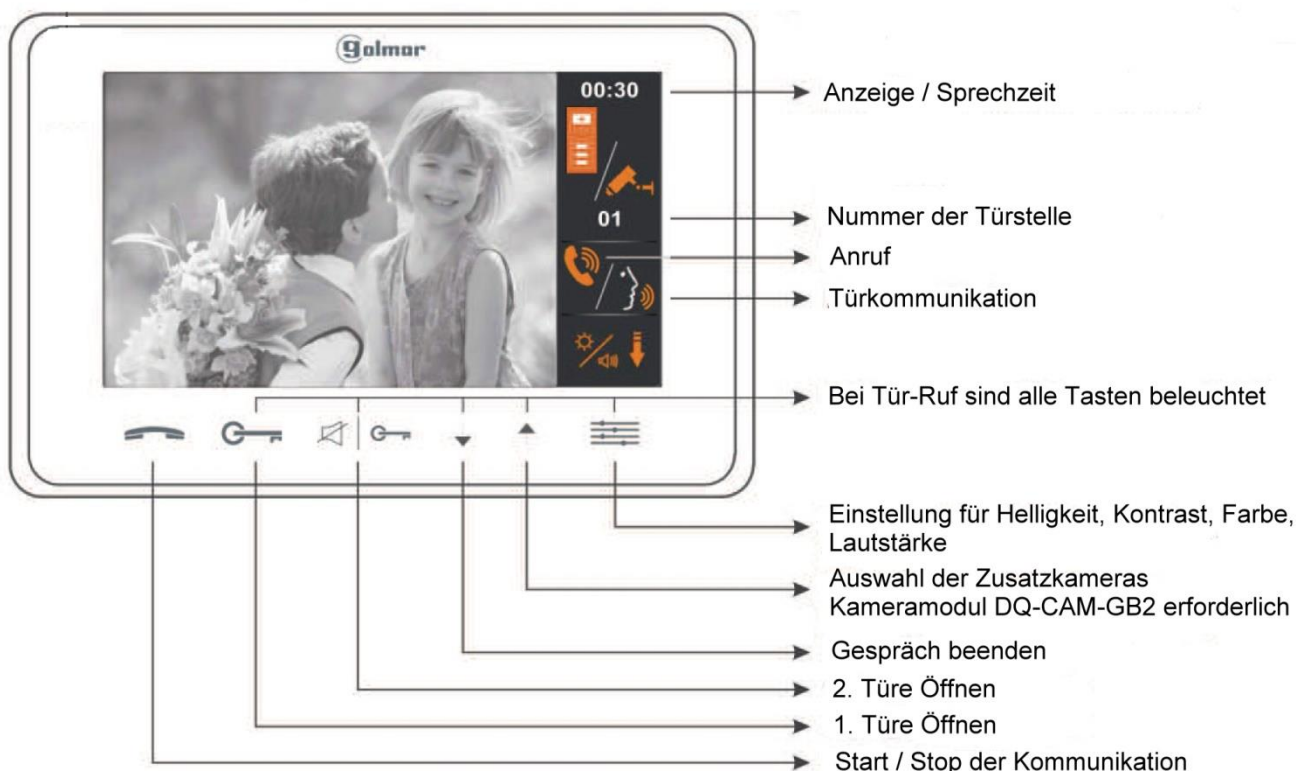 golmar
00:30
Anzeige / Sprechzeit
01
Nummer der Türstelle
Anruf
Türkommunikation
Bei Tür-Ruf sind alle Tasten beleuchtet
Einstellung für Helligkeit, Kontrast, Farbe,
Lautstärke
Auswahl der Zusatzkameras
Kameramodul DQ-CAM-GB2 erforderlich
Gespräch beenden
2. Türe Öffnen
1. Türe Öffnen
Start / Stop der Kommunikation